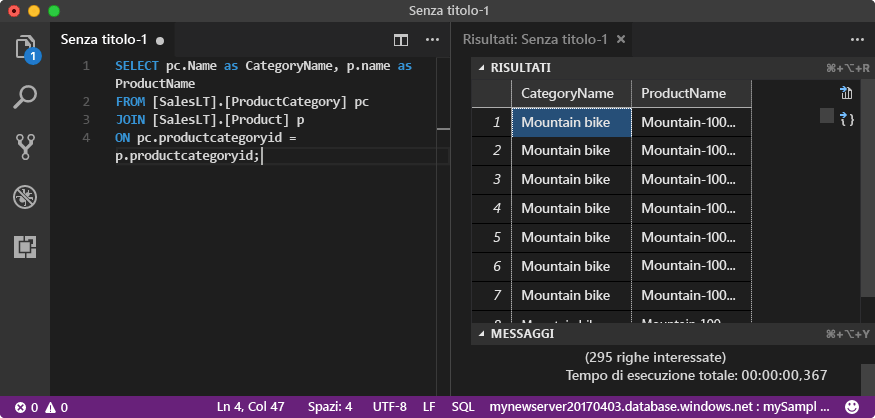 Senza titolo-1
1
Senza titolo-1 ●
Risultati: Senza titolo-1 ×
1 SELECT pc.Name as CategoryName, p.name as
ProductName
2 FROM [SalesLT].[ProductCategory] pc
3 JOIN [SalesLT].[Product] p
4 ON pc.productcategoryid =
p.productcategoryid;
RISULTATI ⌘+⌥+R
CategoryName ProductName
1 Mountain bike Mountain-100...
2 Mountain bike Mountain-100...
3 Mountain bike Mountain-100...
4 Mountain bike Mountain-100...
5 Mountain bike Mountain-100...
6 Mountain bike Mountain-100...
7 Mountain bike Mountain-100...
8 Mountain bike Mountain-100...
MESSAGGI ⌘+⌥+Y
(295 righe interessate)
Tempo di esecuzione totale: 00:00:00,367
0 0 Ln 4, Col 47 Spazi: 4 UTF-8 LF SQL mynewserver20170403.database.windows.net : mySampl ...